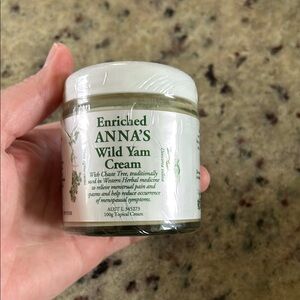 Enriched
ANNA'S
Wild Yam
Cream
With Chaste Tree, traditionally
used in Western Herbal medicine
to relieve menstrual pain and
spasms and help reduce occurrence
of menopausal symptoms.
100g Topical Cream